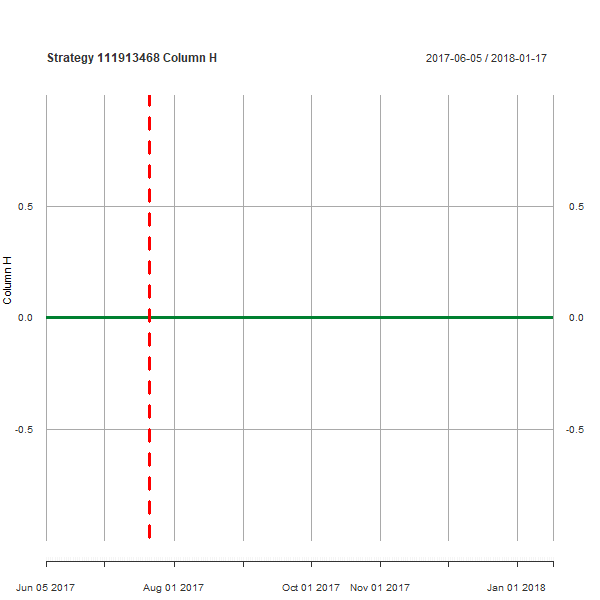 Strategy 111913468 Column H
2017-06-05 / 2018-01-17
0.5 0.5
Column H
0.0 0.0
-0.5 -0.5
Jun 05 2017 Aug 01 2017 Oct 01 2017 Nov 01 2017 Jan 01 2018